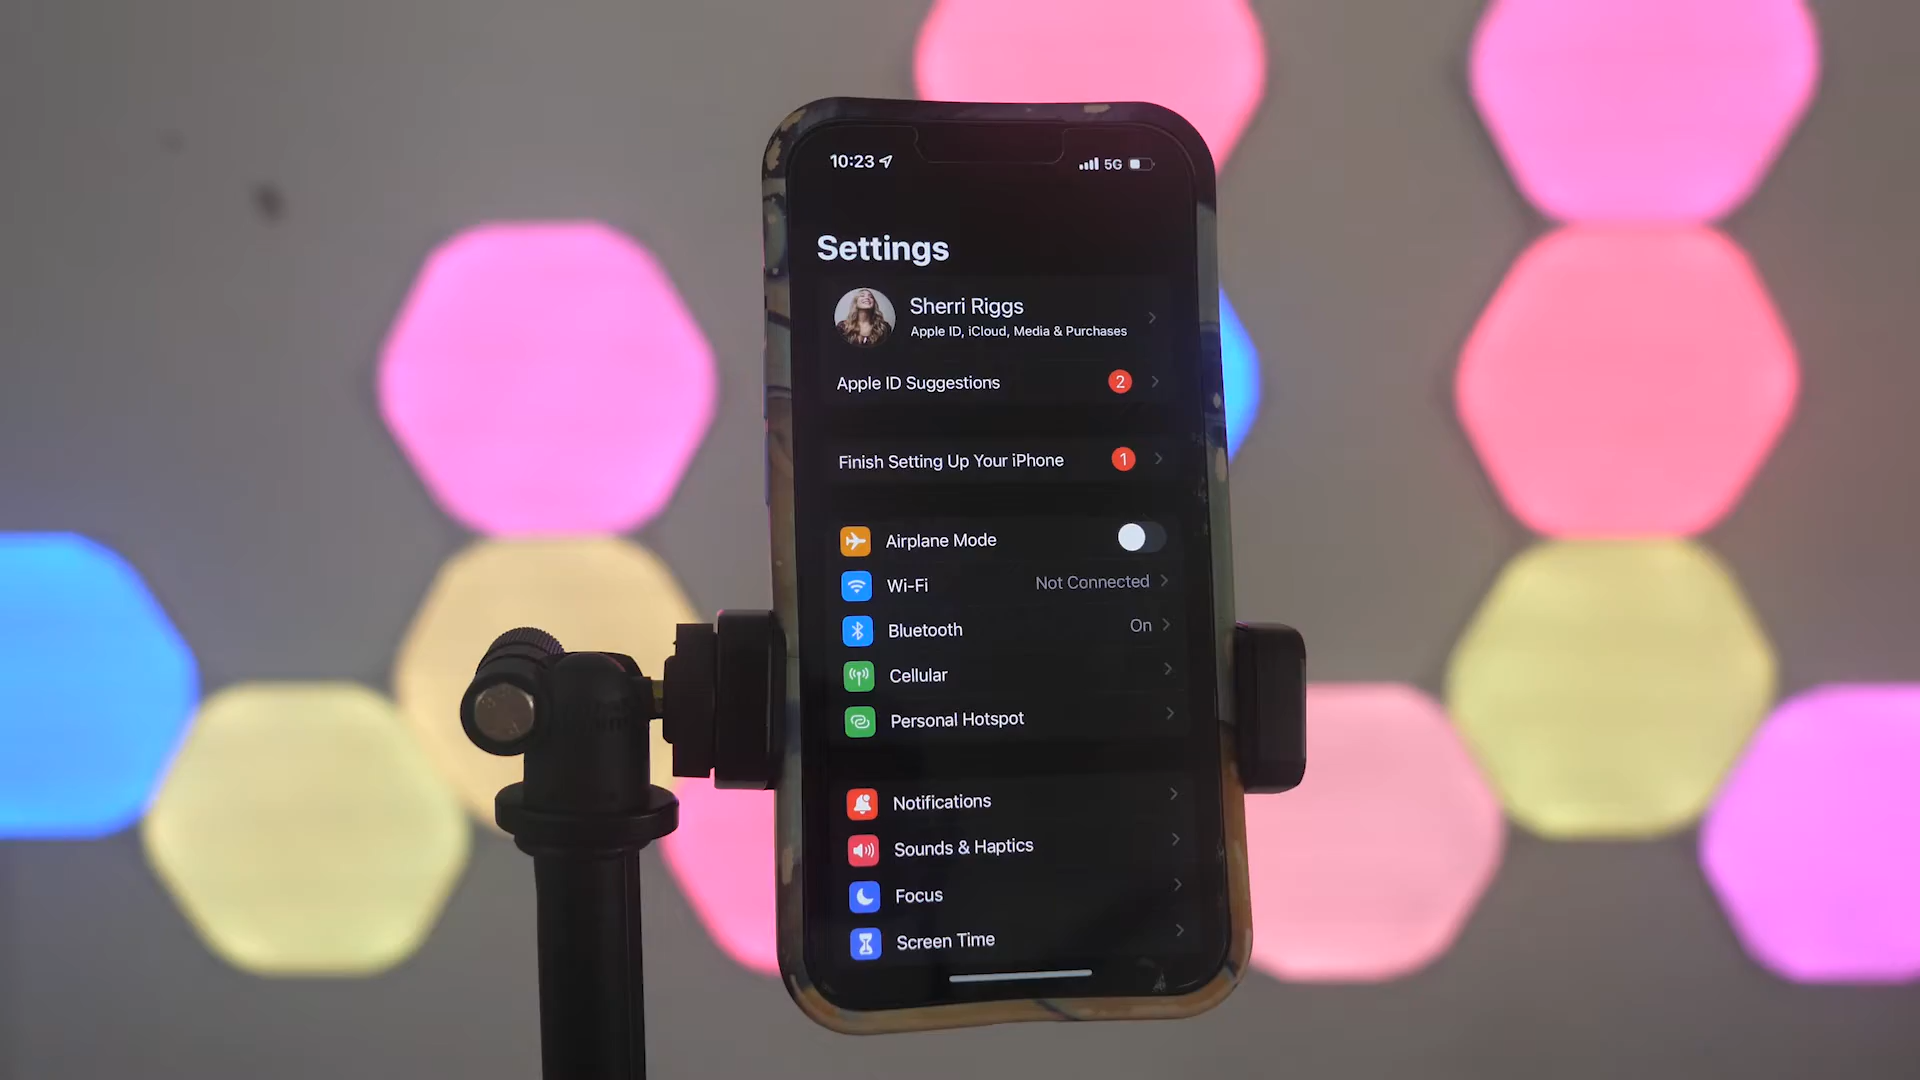 10:23 5G
Settings
Sherri Riggs
Apple ID, iCloud, Media & Purchases
Apple ID Suggestions 2
Finish Setting Up Your iPhone 1
Airplane Mode
Wi-Fi Not Connected
Bluetooth On
Cellular
Personal Hotspot
Notifications
Sounds & Haptics
Focus
Screen Time